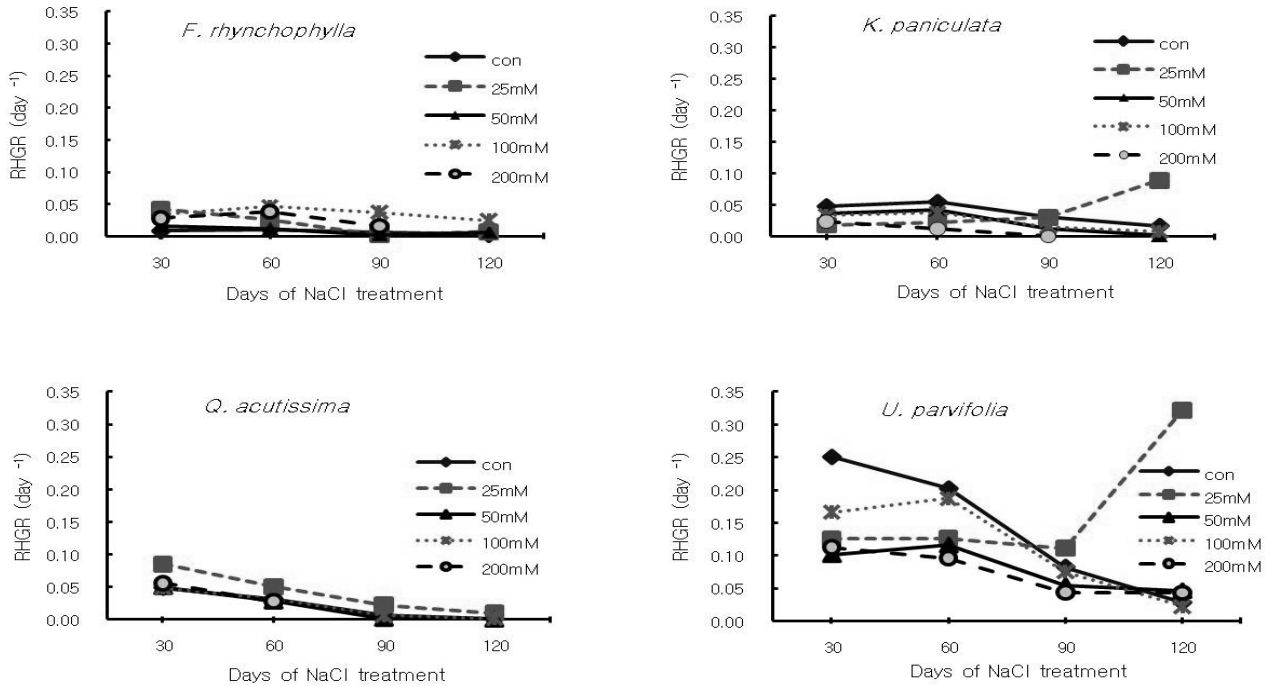 F. rhynchophylla
0.35
0.30
0.25
0.20
0.15
0.10
0.05
0.00
RHGR (day ⁻¹)
con
25mM
50mM
100mM
200mM
30 60 90 120
Days of NaCl treatment
K. paniculata
0.35
0.30
0.25
0.20
0.15
0.10
0.05
0.00
RHGR (day ⁻¹)
con
25mM
50mM
100mM
200mM
30 60 90 120
Days of NaCl treatment
Q. acutissima
0.35
0.30
0.25
0.20
0.15
0.10
0.05
0.00
RHGR (day ⁻¹)
con
25mM
50mM
100mM
200mM
30 60 90 120
Days of NaCl treatment
U. parvifolia
0.35
0.30
0.25
0.20
0.15
0.10
0.05
0.00
RHGR (day ⁻¹)
con
25mM
50mM
100mM
200mM
30 60 90 120
Days of NaCl treatment